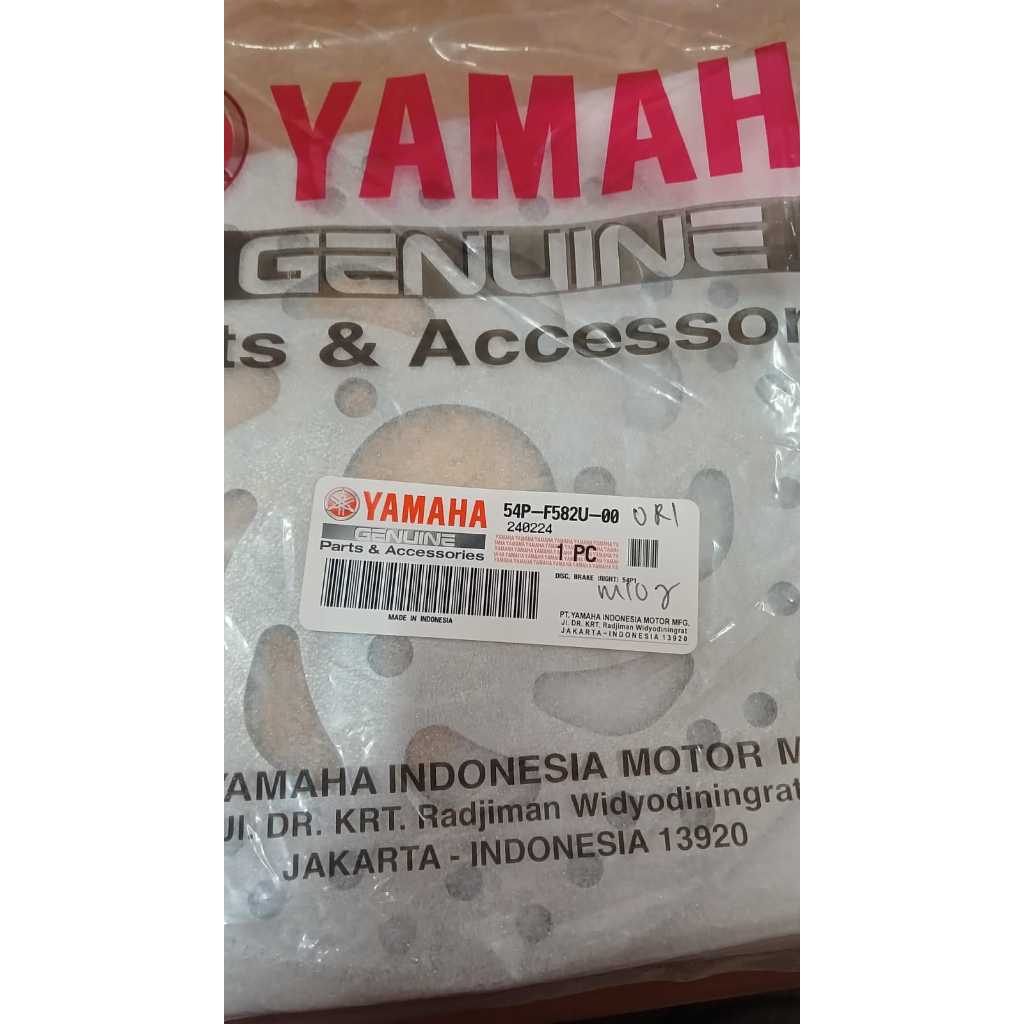 YAMAH
GENUINE
ts & Accessor
YAMAHA
GENUINE
Parts & Accessories
54P-F582U-00 ORI
240224
1 PC
DISC, BRAKE (RIGHT) 54P1
MADE IN INDONESIA
PT. YAMAHA INDONESIA MOTOR MFG.
Jl. DR. KRT. Radjiman Widyodiningrat
JAKARTA-INDONESIA 13920
YAMAHA INDONESIA MOTOR M
Jl. DR. KRT. Radjiman Widyodiningrat
JAKARTA - INDONESIA 13920